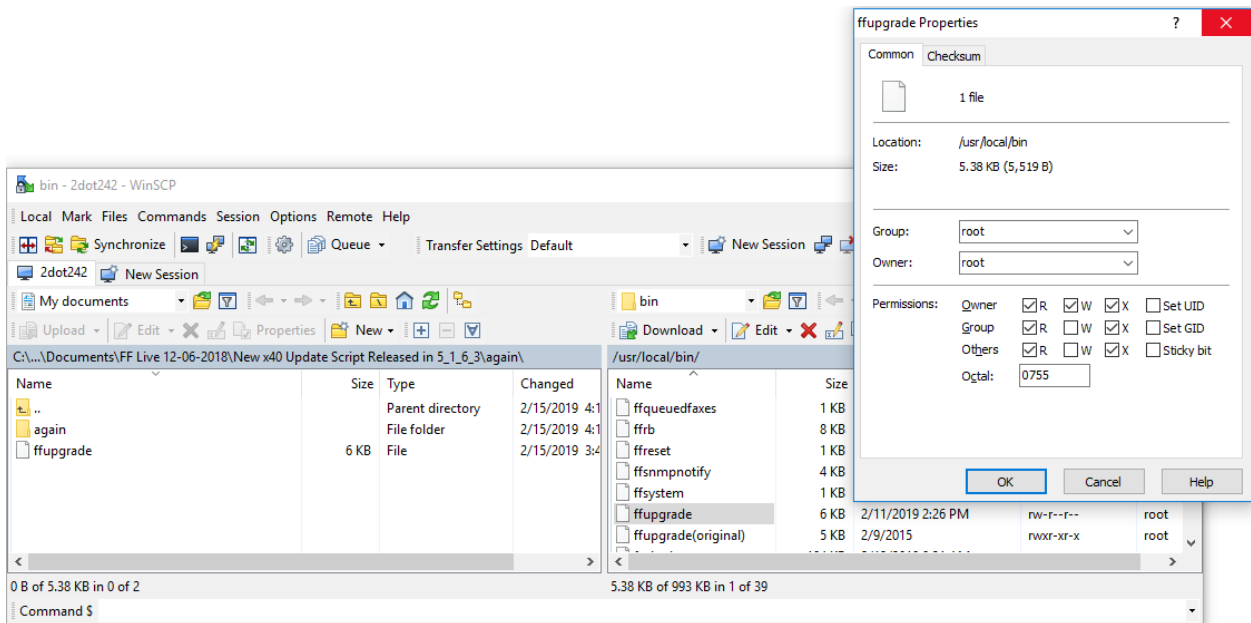 ffupgrade Properties ?
Common Checksum
1 file
Location: /usr/local/bin
Size: 5.38 KB (5,519 B)
Group: root
Owner: root
Permissions: Owner R W X Set UID
Group R W X Set GID
Others R W X Sticky bit
Octal: 0755
OK Cancel Help
bin - 2dot242 - WinSCP
Local Mark Files Commands Session Options Remote Help
Synchronize Queue Transfer Settings Default New Session
2dot242 New Session
My documents bin
Upload Edit Properties New Download Edit
C:\...\Documents\FF Live 12-06-2018\New x40 Update Script Released in 5_1_6_3\again\ /usr/local/bin/
Name Size Type Changed Name Size
.. Parent directory 2/15/2019 4:1 ffqueuedfaxes 1 KB
again File folder 2/15/2019 4:1 ffrb 8 KB
ffupgrade 6 KB File 2/15/2019 3:4 ffreset 1 KB
ffsnmpnotify 4 KB
ffsystem 1 KB
ffupgrade 6 KB 2/11/2019 2:26 PM rw-r--r-- root
ffupgrade(original) 5 KB 2/9/2015 rwxr-xr-x root
0 B of 5.38 KB in 0 of 2 5.38 KB of 993 KB in 1 of 39
Command $